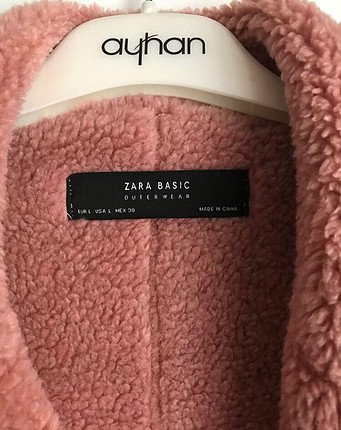 ayhan
ZARA BASIC
OUTERWEAR
EUR L USA L MEX 30 MADE IN CHINA